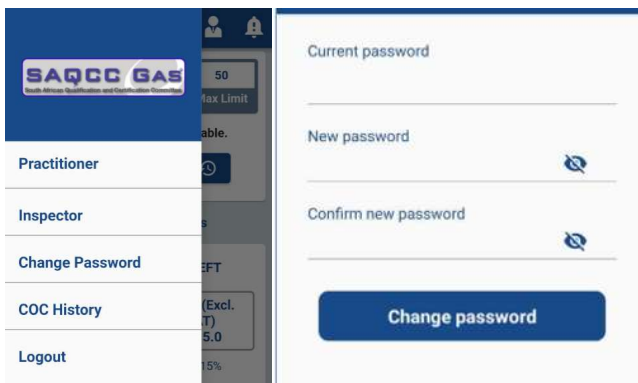 SAQCC GAS
South African Qualification and Certification Committee
50
Max Limit
able.
Practitioner
Inspector
s
Change Password
EFT
COC History
(Excl.
T)
5.0
Logout
15%
Current password
New password
Confirm new password
Change password